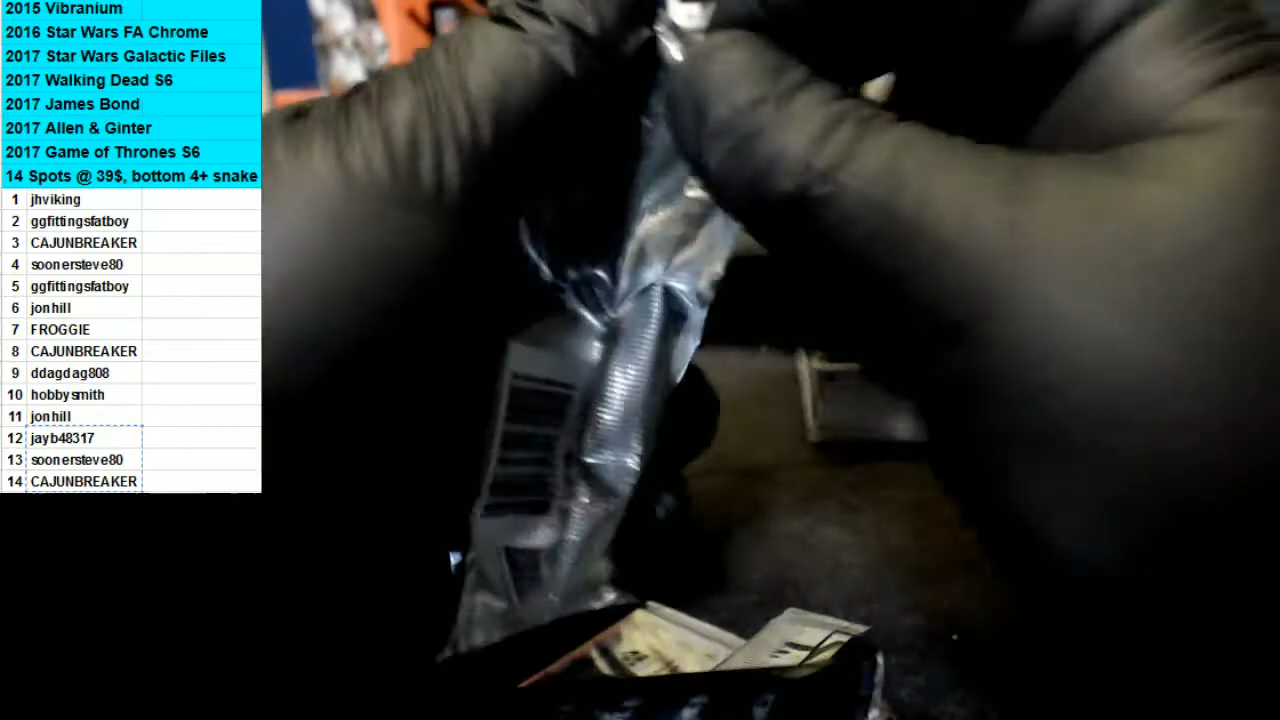 2015 Vibranium
2016 Star Wars FA Chrome
2017 Star Wars Galactic Files
2017 Walking Dead S6
2017 James Bond
2017 Allen & Ginter
2017 Game of Thrones S6
14 Spots @ 39$, bottom 4+ snake
1 jhviking
2 ggfittingsfatboy
3 CAJUNBREAKER
4 soonersteve80
5 ggfittingsfatboy
6 jonhill
7 FROGGIE
8 CAJUNBREAKER
9 ddagdag808
10 hobbysmith
11 jonhill
12 jayb48317
13 soonersteve80
14 CAJUNBREAKER